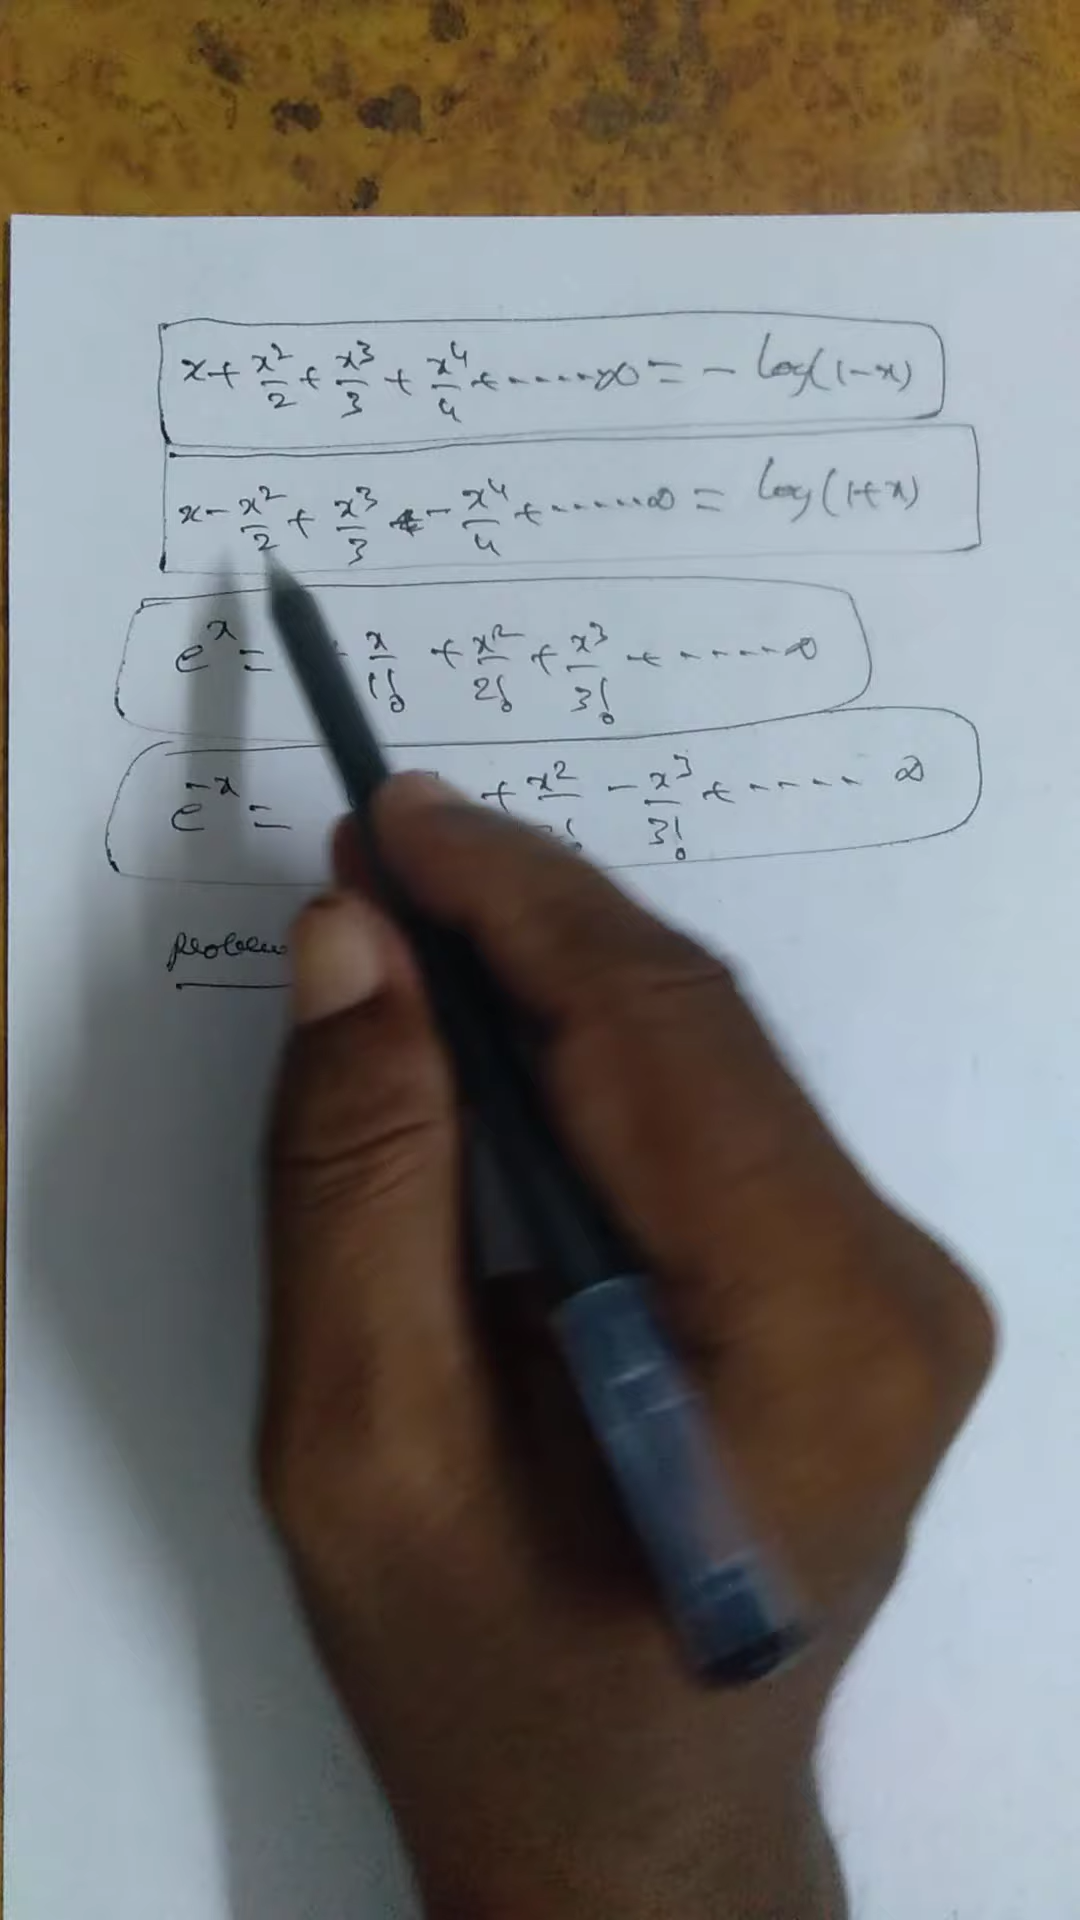 x + x²/2 + x³/3 + x⁴/4 + ..... ∞ = - log(1-x)
x - x²/2 + x³/3 - x⁴/4 + ..... ∞ = log(1+x)
eˣ = x/1! + x²/2! + x³/3! + ..... ∞
e⁻ˣ = + x² - x³/3! + ..... ∞